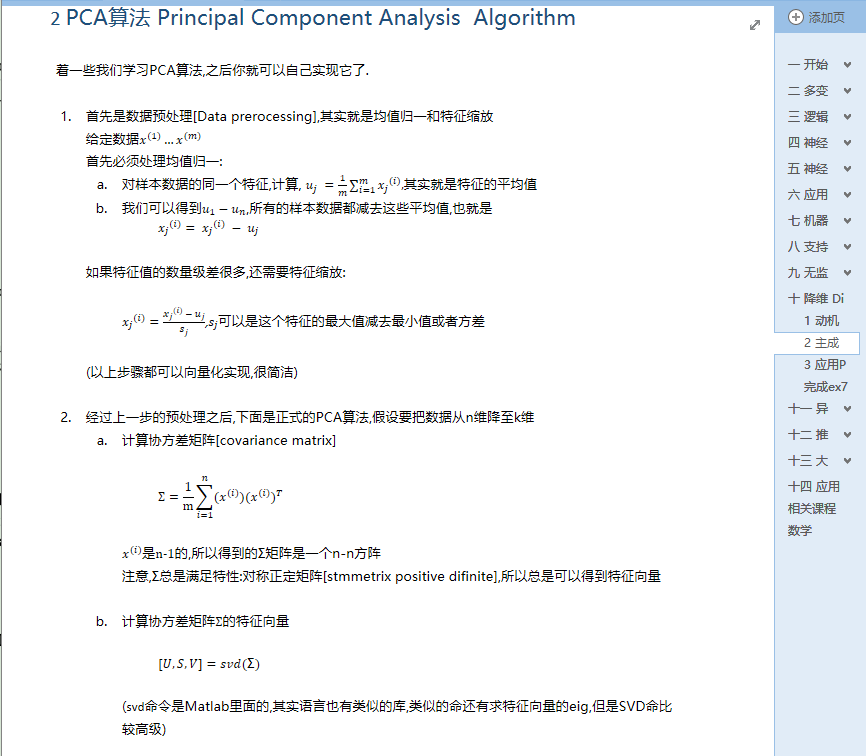 2 PCA算法 Principal Component Analysis  Algorithm
着一些我们学习PCA算法,之后你就可以自己实现它了.
1. 首先是数据预处理[Data prerocessing],其实就是均值归一和特征缩放
给定数据x^(1) … x^(m)
首先必须处理均值归一:
a. 对样本数据的同一个特征,计算, u_j = 1/m ∑_{i=1}^{m} x_j^(i),其实就是特征的平均值
b. 我们可以得到u_1 − u_n,所有的样本数据都减去这些平均值,也就是
x_j^(i) = x_j^(i) − u_j
如果特征值的数量级差很多,还需要特征缩放:
x_j^(i) = (x_j^(i) − u_j)/s_j,s_j可以是这个特征的最大值减去最小值或者方差
(以上步骤都可以向量化实现,很简洁)
2. 经过上一步的预处理之后,下面是正式的PCA算法,假设要把数据从n维降至k维
a. 计算协方差矩阵[covariance matrix]
Σ = 1/m ∑_{i=1}^{n} (x^(i))(x^(i))^T
x^(i)是n-1的,所以得到的Σ矩阵是一个n-n方阵
注意,Σ总是满足特性:对称正定矩阵[stmmetrix positive difinite],所以总是可以得到特征向量
b. 计算协方差矩阵Σ的特征向量
[U,S,V] = svd(Σ)
(svd命令是Matlab里面的,其实语言也有类似的库,类似的命还有求特征向量的eig,但是SVD命比
较高级)
添加页
一 开始
二 多变
三 逻辑
四 神经
五 神经
六 应用
七 机器
八 支持
九 无监
十 降维 Di
1 动机
2 主成
3 应用P
完成ex7
十一 异
十二 推
十三 大
十四 应用
相关课程
数学